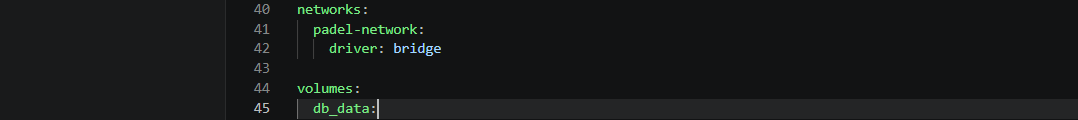 40 networks:
41   padel-network:
42     driver: bridge
43
44 volumes:
45   db_data: